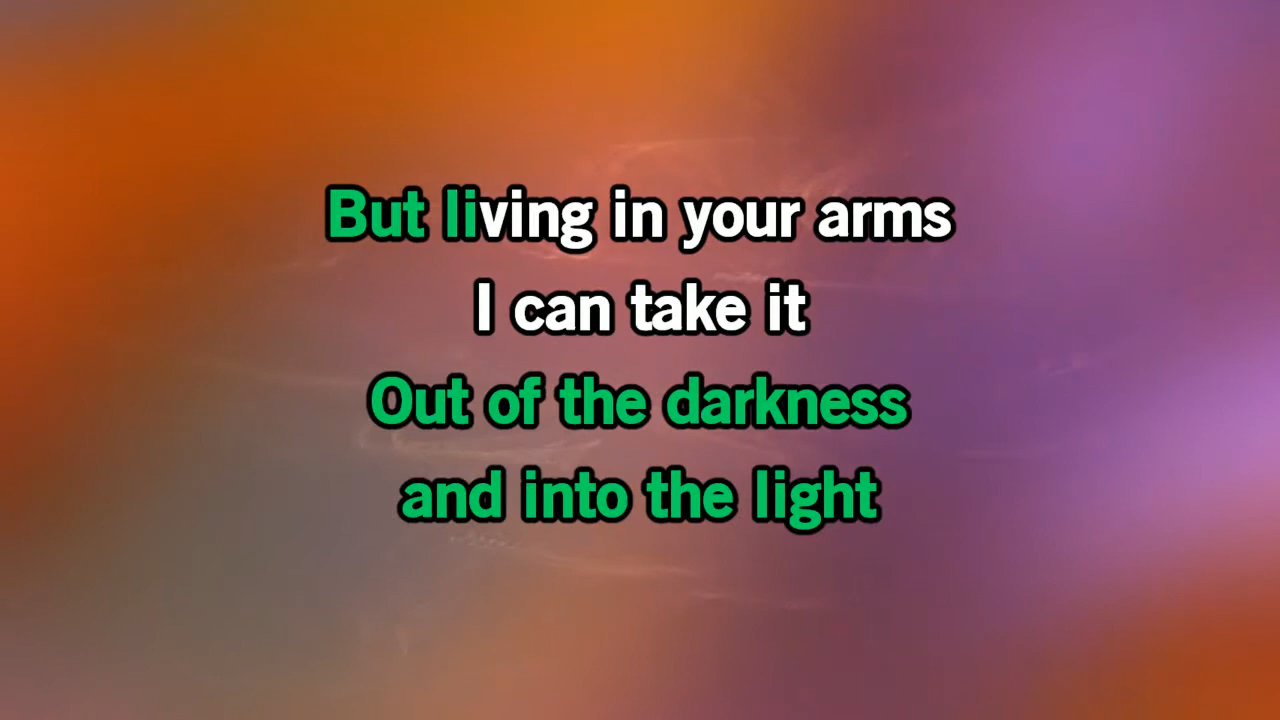 But living in your arms
I can take it
Out of the darkness
and into the light